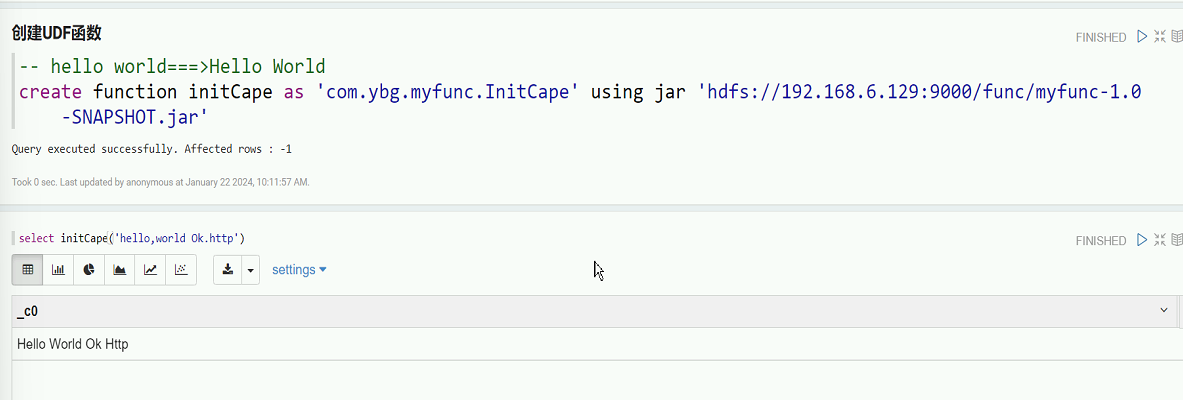 创建UDF函数
FINISHED
-- hello world===>Hello World
create function initCape as 'com.ybg.myfunc.InitCape' using jar 'hdfs://192.168.6.129:9000/func/myfunc-1.0
-SNAPSHOT.jar'
Query executed successfully. Affected rows : -1
Took 0 sec. Last updated by anonymous at January 22 2024, 10:11:57 AM.
select initCape('hello,world Ok.http')
FINISHED
settings
_c0
Hello World Ok Http